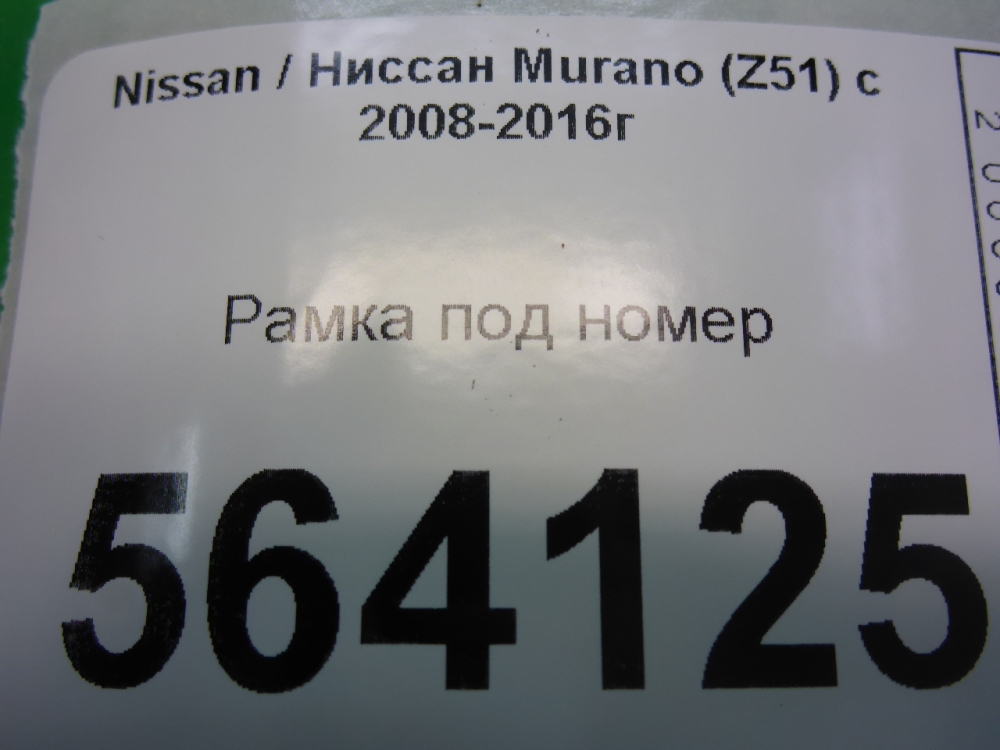 Nissan / Ниссан Murano (Z51) с
2008-2016г
Рамка под номер
564125